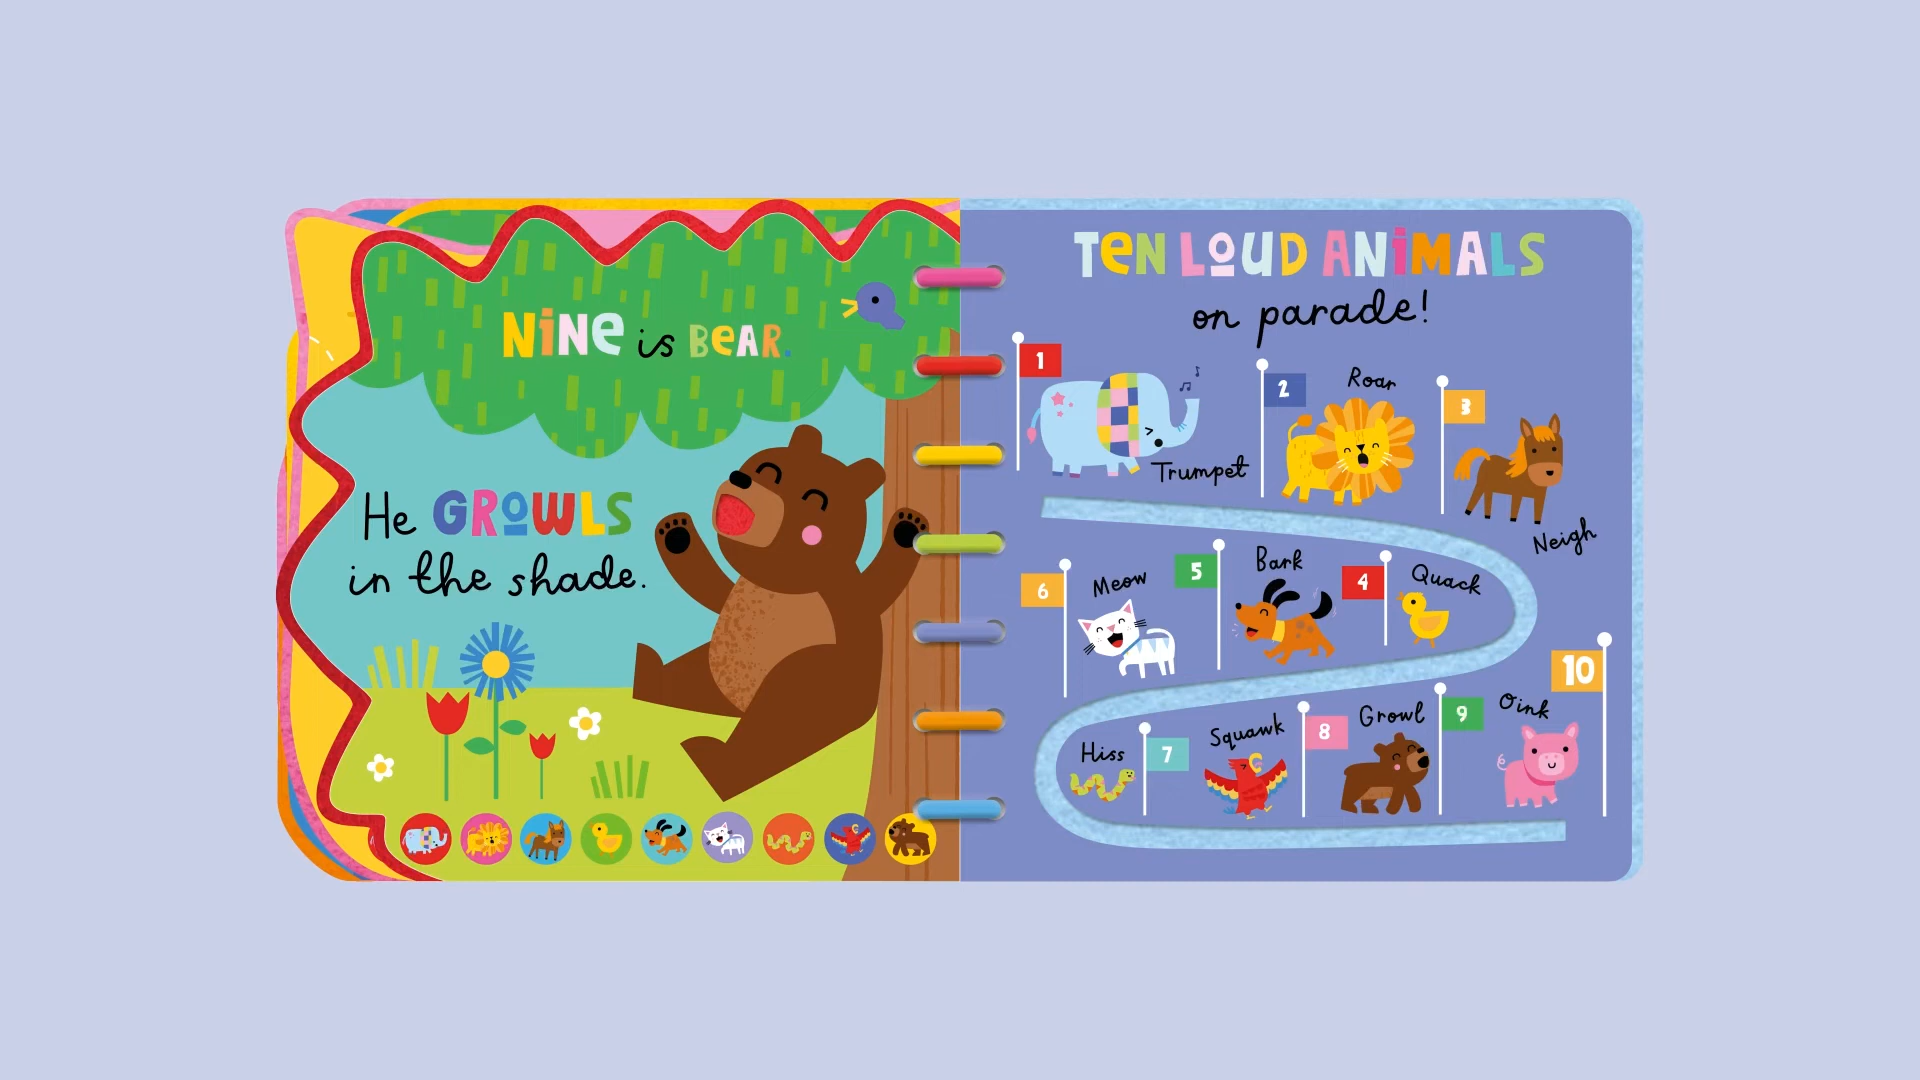 NiNe is BeAR.
He GROWLS
in the shade.
TeN LOUD ANiMALS
on parade!
1
2
Roar
3
Trumpet
Neigh
6
Meow
5
Bark
4
Quack
10
Hiss
7
Squawk
8
Growl
9
Oink